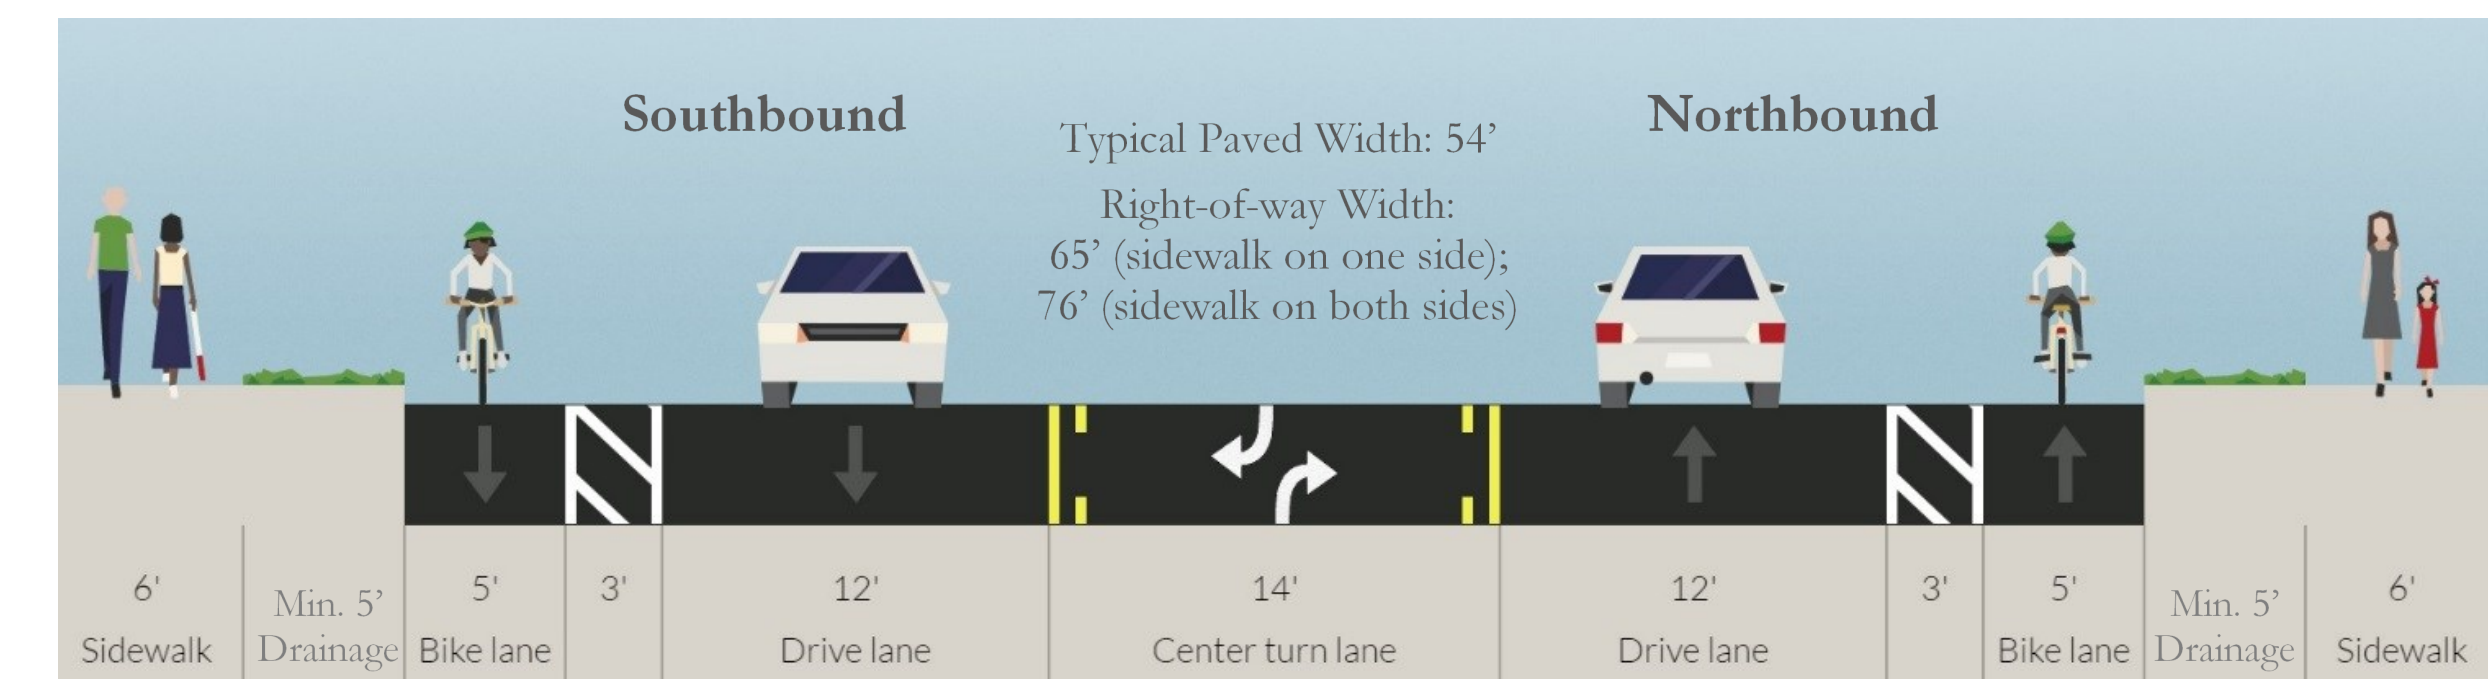 Southbound
Northbound
Typical Paved Width: 54’
Right-of-way Width:
65’ (sidewalk on one side);
76’ (sidewalk on both sides)
6'
Sidewalk
Min. 5’
Drainage
5'
Bike lane
3'
12'
Drive lane
14'
Center turn lane
12'
Drive lane
3'
5'
Bike lane
Min. 5’
Drainage
6'
Sidewalk